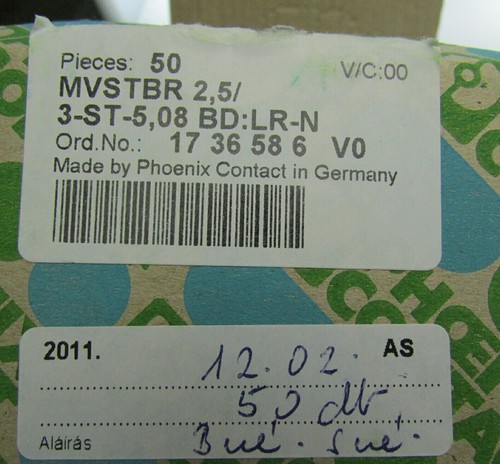 Pieces: 50 V/C:00
MVSTBR 2,5/
3-ST-5,08 BD:LR-N
Ord.No.: 17 36 58 6 V0
Made by Phoenix Contact in Germany
2011. 12.02. AS
50 db
Aláírás